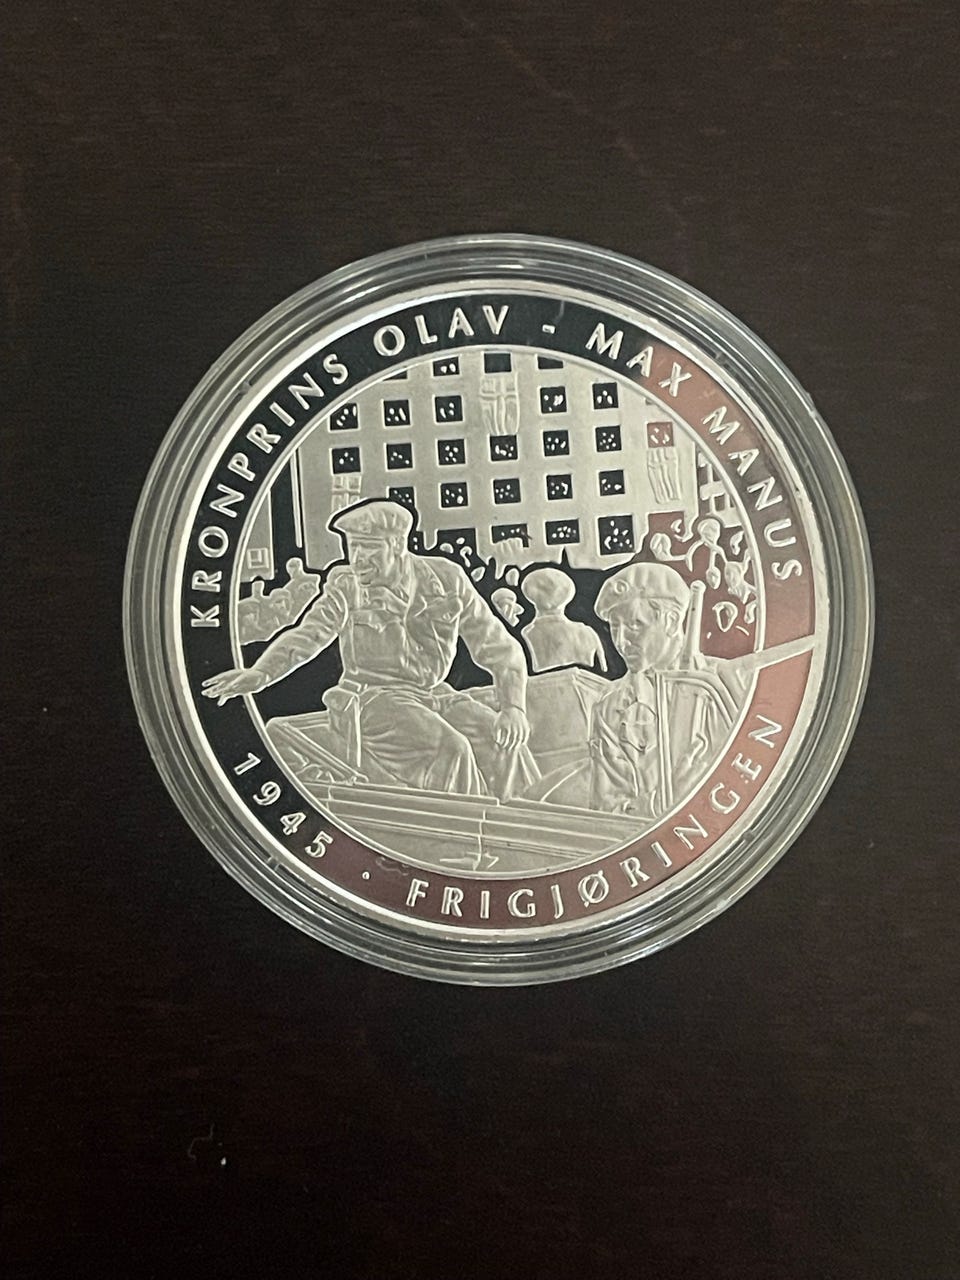 KRONPRINS OLAV - MAX MANUS
1945 · FRIGJØRINGEN